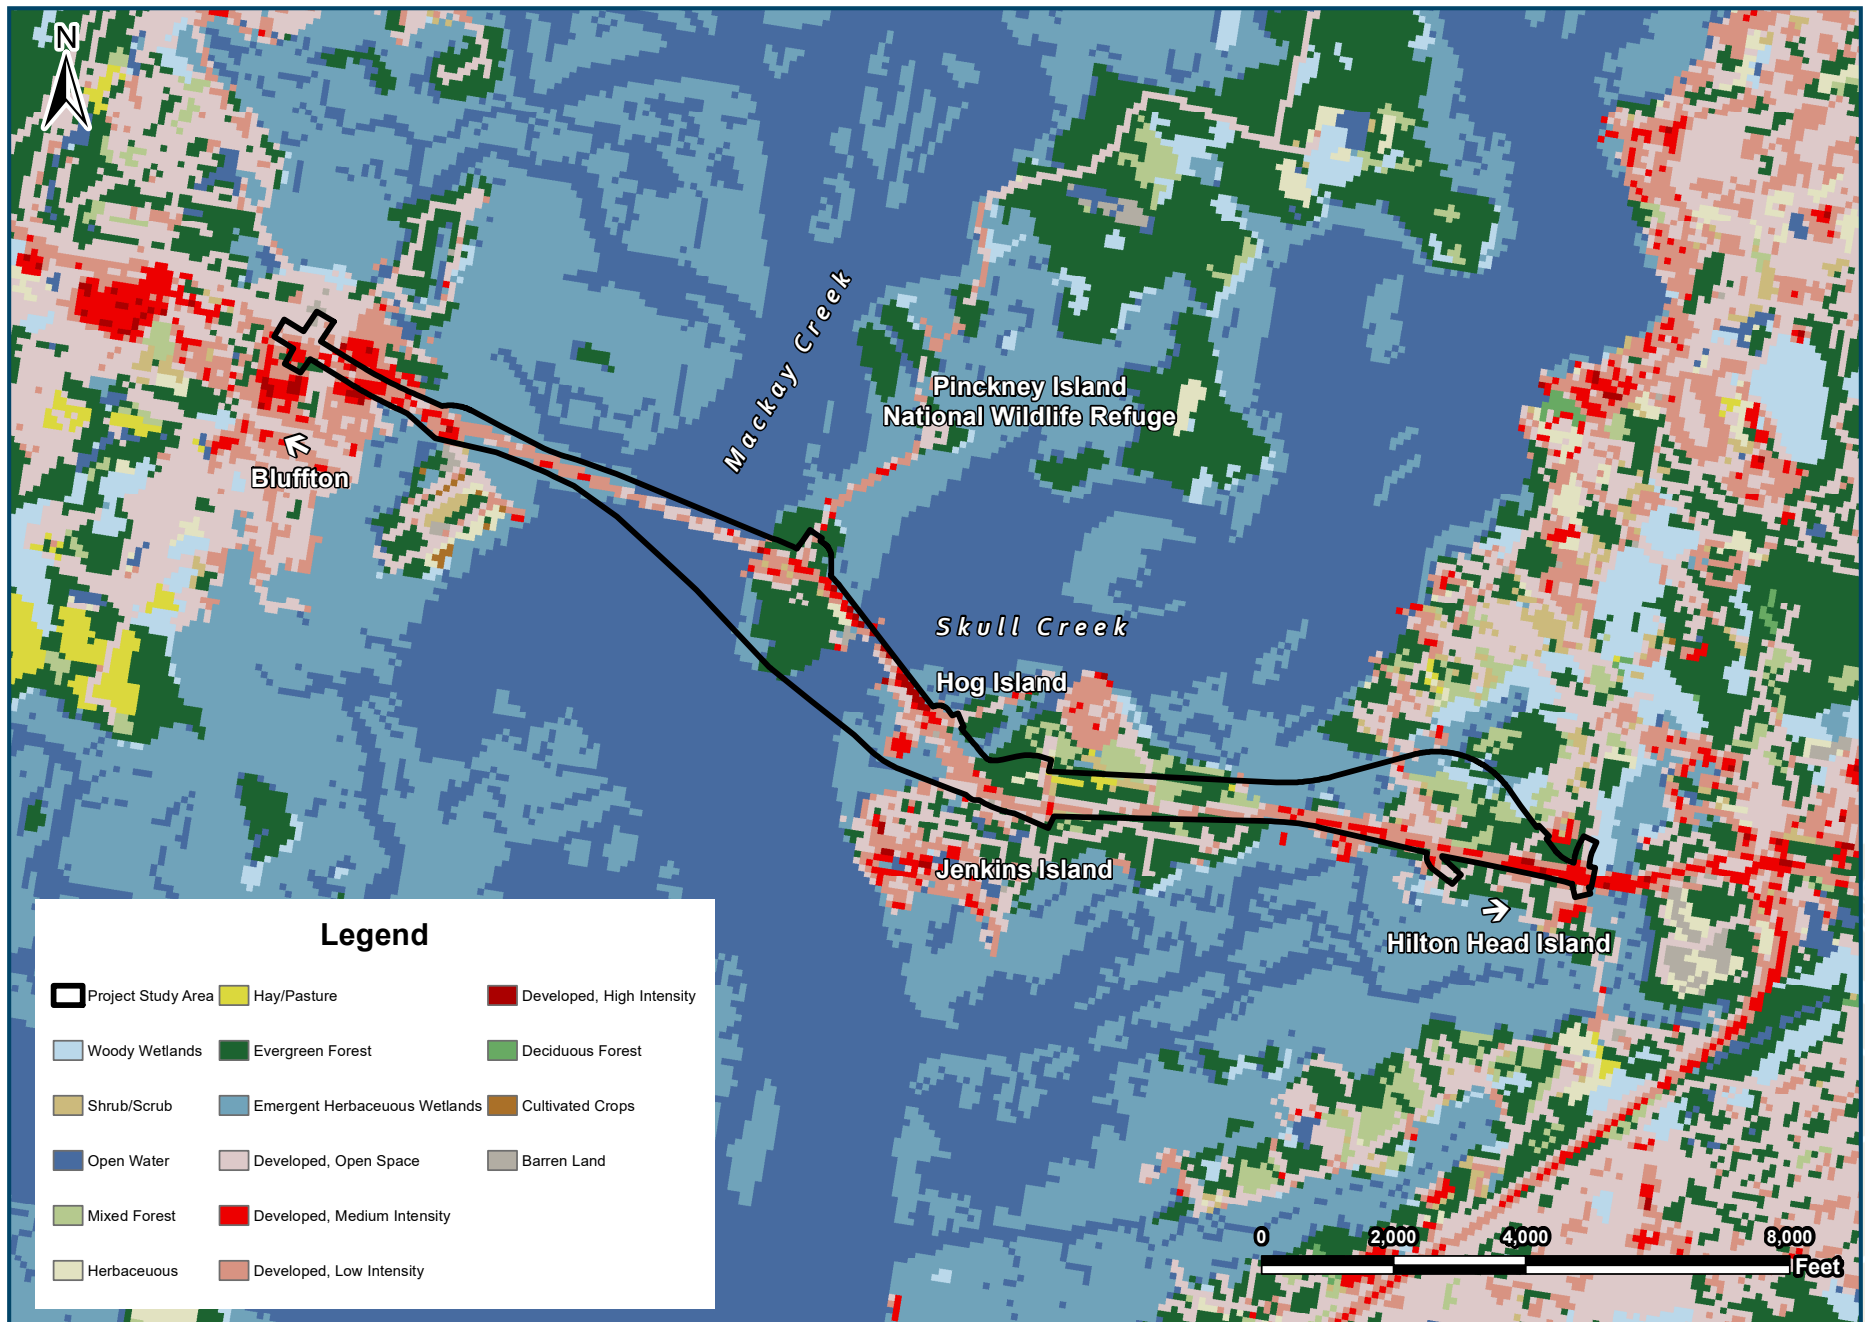 N
Mackay Creek
Pinckney Island
National Wildlife Refuge
Bluffton
Skull Creek
Hog Island
Jenkins Island
Hilton Head Island
Legend
Project Study Area
Hay/Pasture
Developed, High Intensity
Woody Wetlands
Evergreen Forest
Deciduous Forest
Shrub/Scrub
Emergent Herbaceuous Wetlands
Cultivated Crops
Open Water
Developed, Open Space
Barren Land
Mixed Forest
Developed, Medium Intensity
Herbaceuous
Developed, Low Intensity
0 2,000 4,000 8,000
Feet